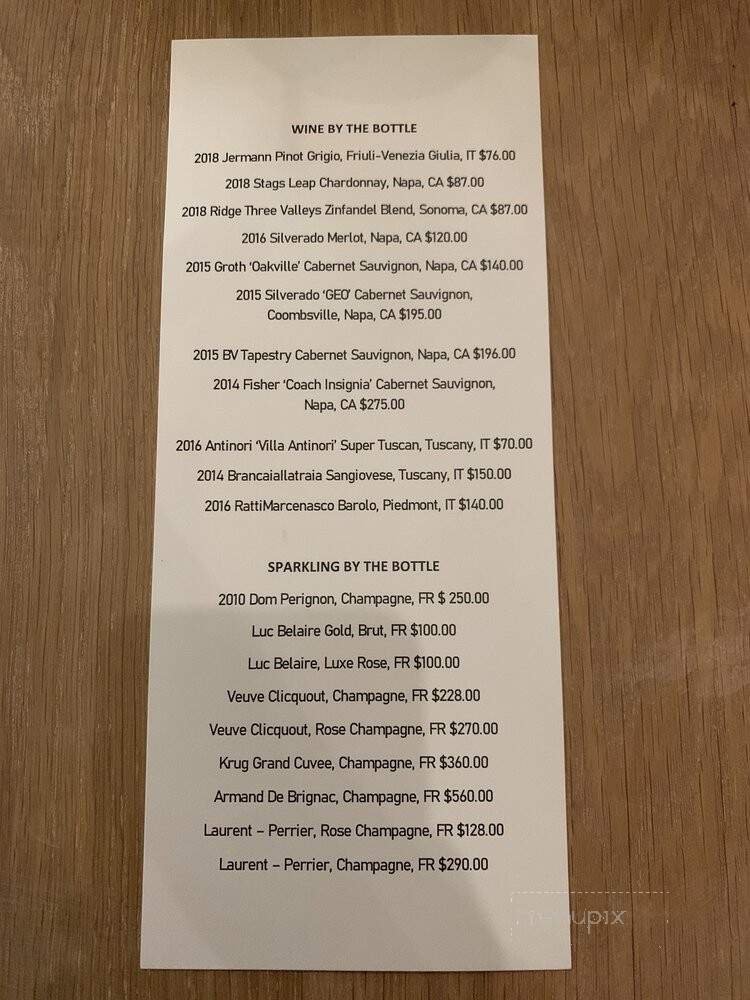 WINE BY THE BOTTLE
2018 Jermann Pinot Grigio, Friuli-Venezia Giulia, IT $76.00
2018 Stags Leap Chardonnay, Napa, CA $87.00
2018 Ridge Three Valleys Zinfandel Blend, Sonoma, CA $87.00
2016 Silverado Merlot, Napa, CA $120.00
2015 Groth ‘Oakville’ Cabernet Sauvignon, Napa, CA $140.00
2015 Silverado ‘GEO’ Cabernet Sauvignon,
Coombsville, Napa, CA $195.00
2015 BV Tapestry Cabernet Sauvignon, Napa, CA $196.00
2014 Fisher ‘Coach Insignia’ Cabernet Sauvignon,
Napa, CA $275.00
2016 Antinori ‘Villa Antinori’ Super Tuscan, Tuscany, IT $70.00
2014 BrancaiaIlatraia Sangiovese, Tuscany, IT $150.00
2016 RattiMarcenasco Barolo, Piedmont, IT $140.00
SPARKLING BY THE BOTTLE
2010 Dom Perignon, Champagne, FR $ 250.00
Luc Belaire Gold, Brut, FR $100.00
Luc Belaire, Luxe Rose, FR $100.00
Veuve Clicquout, Champagne, FR $228.00
Veuve Clicquout, Rose Champagne, FR $270.00
Krug Grand Cuvee, Champagne, FR $360.00
Armand De Brignac, Champagne, FR $560.00
Laurent – Perrier, Rose Champagne, FR $128.00
Laurent – Perrier, Champagne, FR $290.00